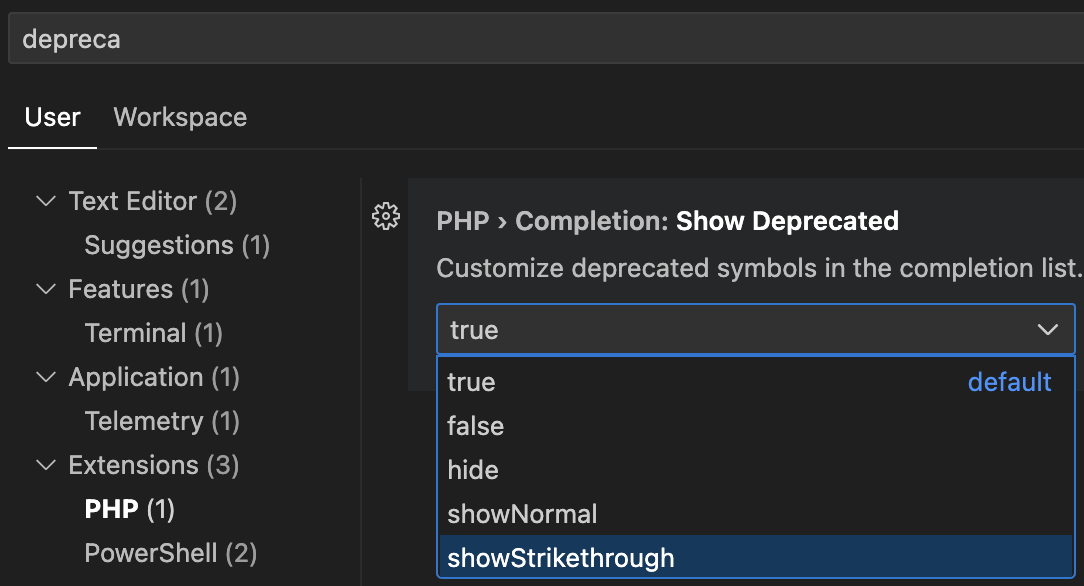 depreca
User Workspace
Text Editor (2)
Suggestions (1)
Features (1)
Terminal (1)
Application (1)
Telemetry (1)
Extensions (3)
PHP (1)
PowerShell (2)
PHP › Completion: Show Deprecated
Customize deprecated symbols in the completion list.
true
true default
false
hide
showNormal
showStrikethrough